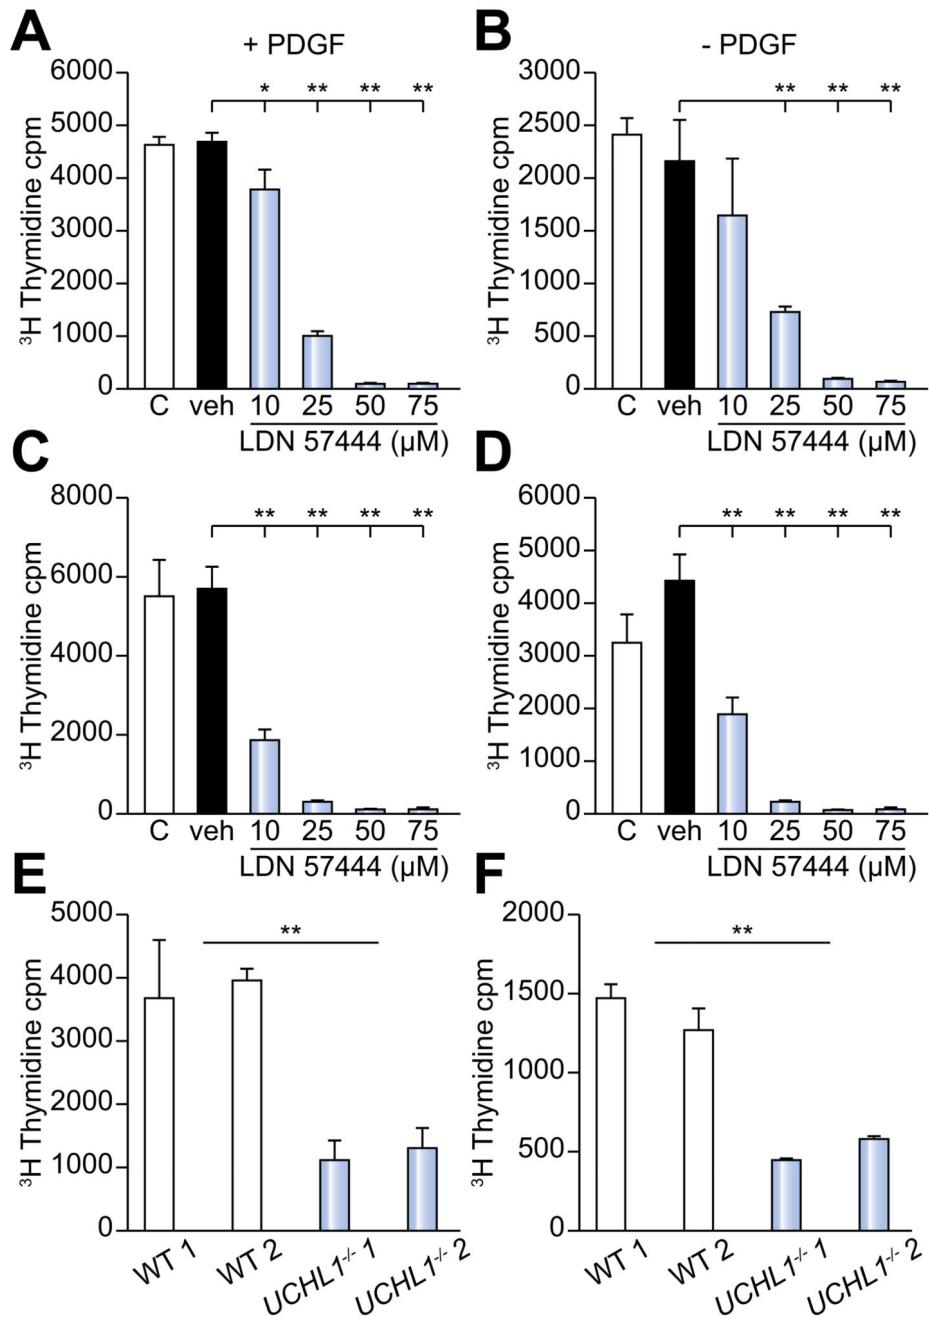 A
+ PDGF
6000
5000
4000
3000
2000
1000
0
³H Thymidine cpm
* ** ** **
C veh 10 25 50 75
LDN 57444 (µM)
B
- PDGF
3000
2500
2000
1500
1000
500
0
³H Thymidine cpm
** ** **
C veh 10 25 50 75
LDN 57444 (µM)
C
8000
6000
4000
2000
0
³H Thymidine cpm
** ** ** **
C veh 10 25 50 75
LDN 57444 (µM)
D
6000
5000
4000
3000
2000
1000
0
³H Thymidine cpm
** ** ** **
C veh 10 25 50 75
LDN 57444 (µM)
E
5000
4000
3000
2000
1000
0
³H Thymidine cpm
**
WT 1
WT 2
UCHL1⁻/⁻ 1
UCHL1⁻/⁻ 2
F
2000
1500
1000
500
0
³H Thymidine cpm
**
WT 1
WT 2
UCHL1⁻/⁻ 1
UCHL1⁻/⁻ 2